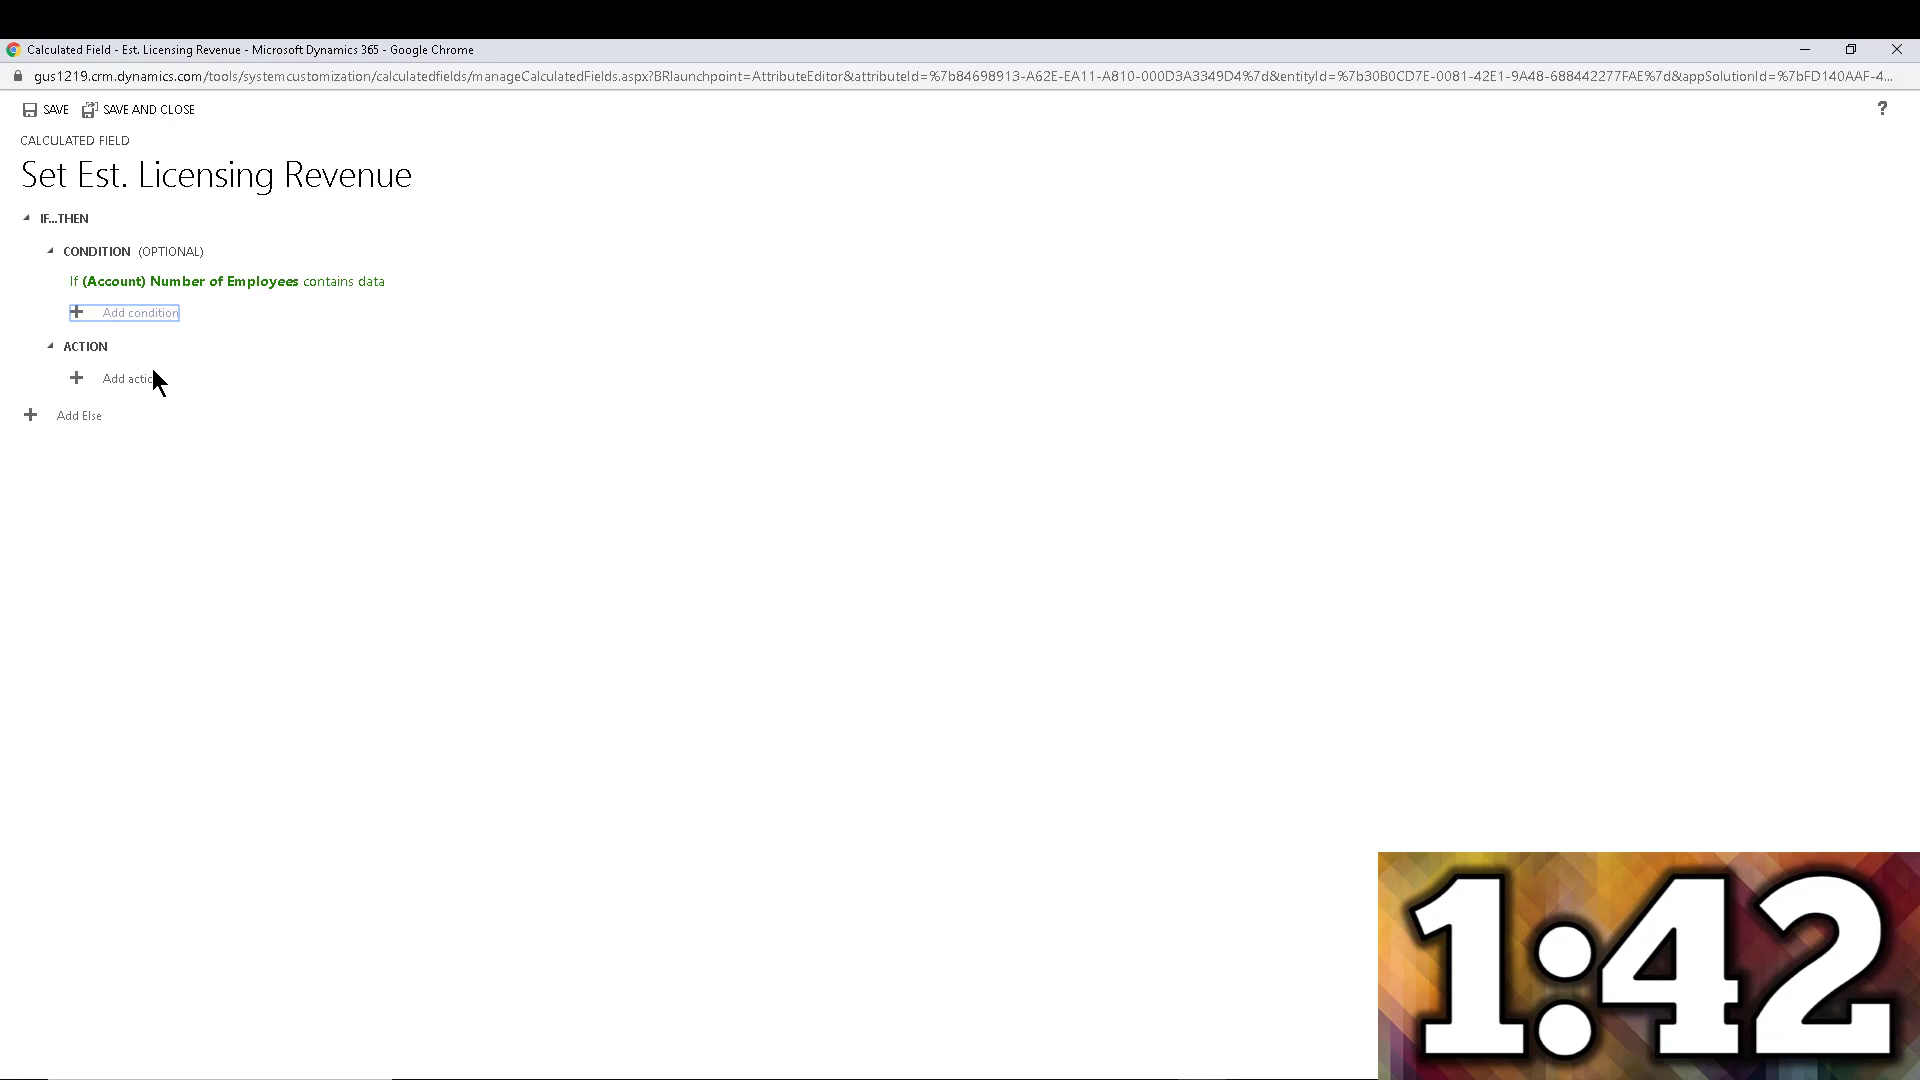 Calculated Field - Est. Licensing Revenue - Microsoft Dynamics 365 - Google Chrome
gus1219.crm.dynamics.com/tools/systemcustomization/calculatedfields/manageCalculatedFields.aspx?BRlaunchpoint=AttributeEditor&attributeId=%7b84698913-A62E-EA11-A810-000D3A3349D4%7d&entityId=%7b30B0CD7E-0081-42E1-9A48-688442277FAE%7d&appSolutionId=%7bFD140AAF-4...
SAVE SAVE AND CLOSE ?
CALCULATED FIELD
Set Est. Licensing Revenue
IF...THEN
CONDITION (OPTIONAL)
If (Account) Number of Employees contains data
Add condition
ACTION
Add actic
Add Else
1:42